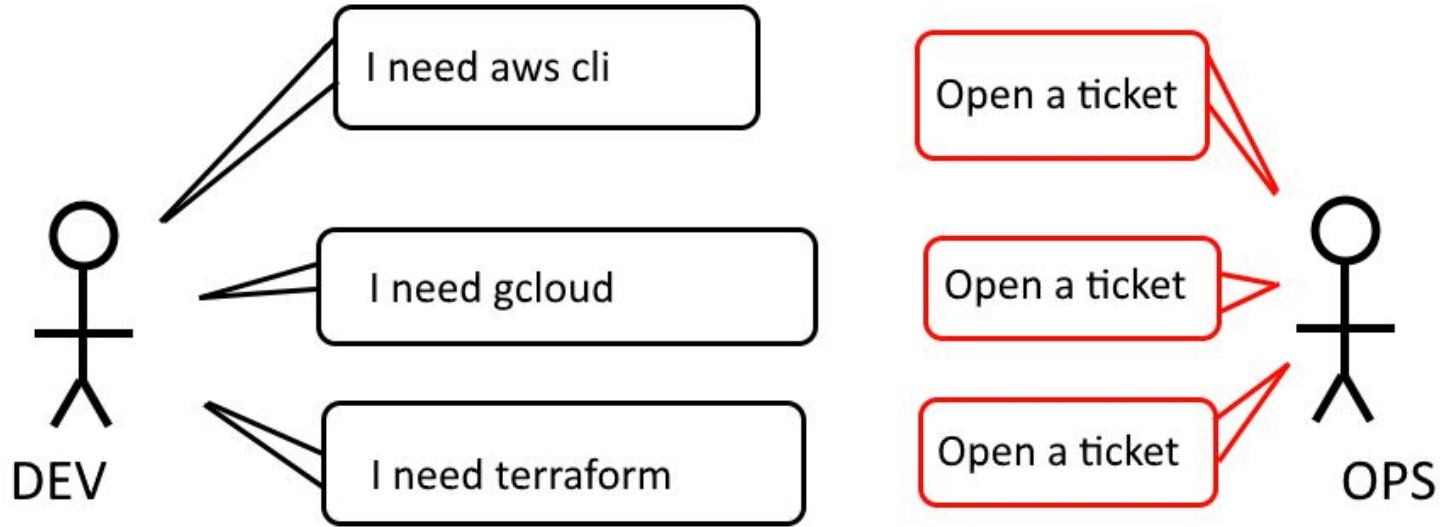 I need aws cli
Open a ticket
I need gcloud
Open a ticket
I need terraform
Open a ticket
DEV
OPS